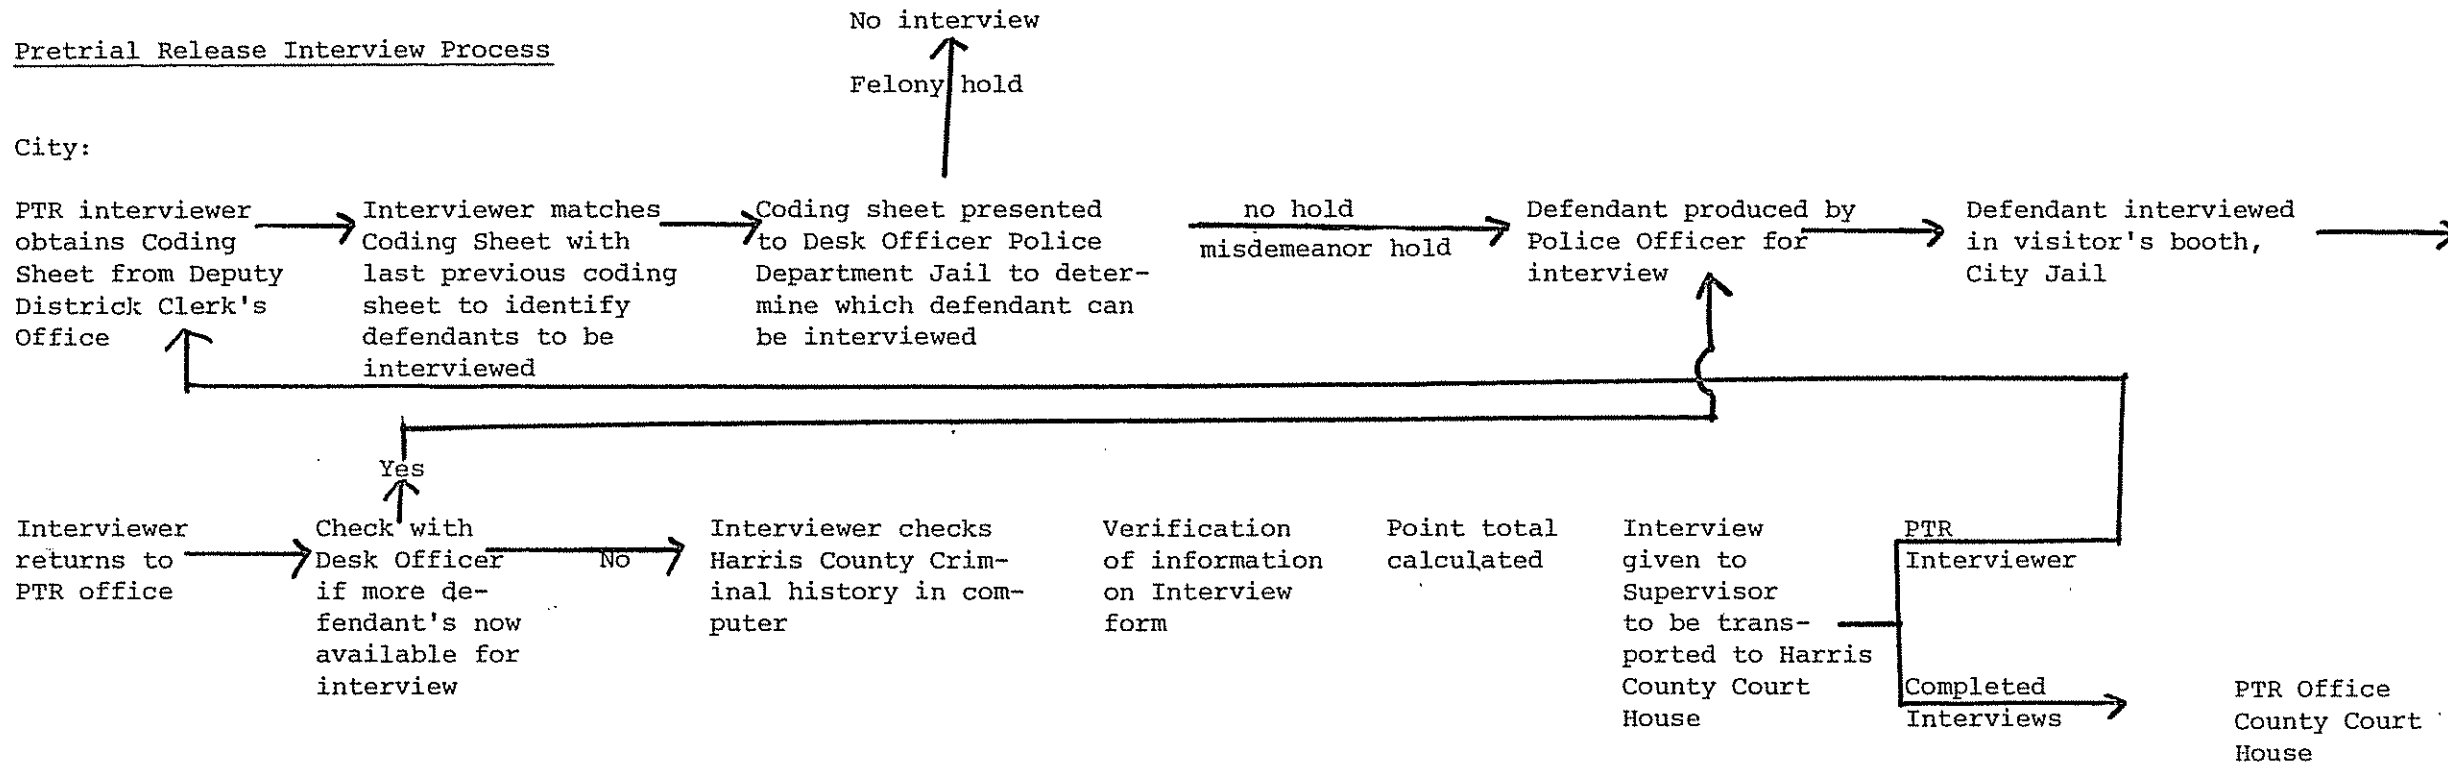 Pretrial Release Interview Process
No interview
Felony hold
City:
PTR interviewer
obtains Coding
Sheet from Deputy
Districk Clerk's
Office
Interviewer matches
Coding Sheet with
last previous coding
sheet to identify
defendants to be
interviewed
Coding sheet presented
to Desk Officer Police
Department Jail to deter-
mine which defendant can
be interviewed
no hold
misdemeanor hold
Defendant produced by
Police Officer for
interview
Defendant interviewed
in visitor's booth,
City Jail
Interviewer
returns to
PTR office
Yes
Check with
Desk Officer
if more de-
fendant's now
available for
interview
No
Interviewer checks
Harris County Crim-
inal history in com-
puter
Verification
of information
on Interview
form
Point total
calculated
Interview
given to
Supervisor
to be trans-
ported to Harris
County Court
House
PTR
Interviewer
Completed
Interviews
PTR Office
County Court
House